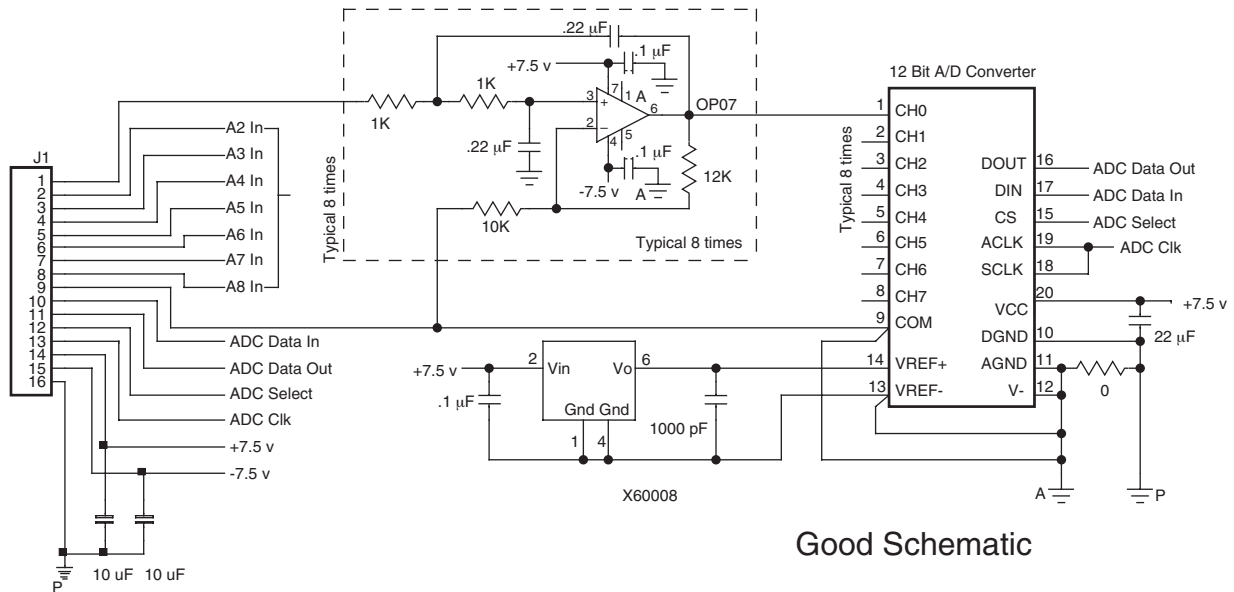 .22 µF
.1 µF
+7.5 v
1K
1K
3
+
7
1
A
6
OP07
2
–
4
5
.22 µF
.1 µF
-7.5 v
A
12K
10K
Typical 8 times
Typical 8 times
J1
1
2
3
4
5
6
7
8
9
10
11
12
13
14
15
16
A2 In
A3 In
A4 In
A5 In
A6 In
A7 In
A8 In
ADC Data In
ADC Data Out
ADC Select
ADC Clk
+7.5 v
-7.5 v
P
10 uF
10 uF
12 Bit A/D Converter
Typical 8 times
1 CH0
2 CH1
3 CH2
4 CH3
5 CH4
6 CH5
7 CH6
8 CH7
9 COM
14 VREF+
13 VREF-
DOUT 16 ADC Data Out
DIN 17 ADC Data In
CS 15 ADC Select
ACLK 19 ADC Clk
SCLK 18
VCC 20 +7.5 v
DGND 10 22 µF
AGND 11
V- 12
0
A
P
+7.5 v
2 Vin
Vo 6
Gnd Gnd
1
4
.1 µF
1000 pF
X60008
Good Schematic